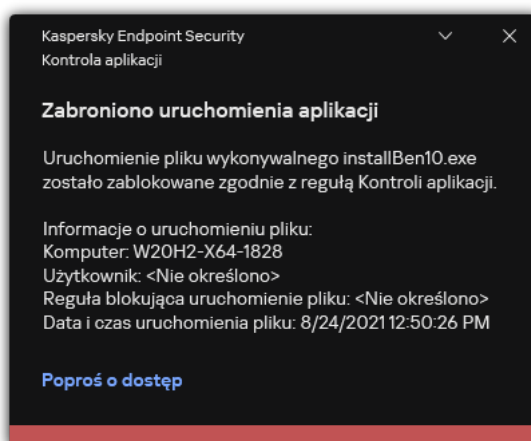 Kaspersky Endpoint Security
Kontrola aplikacji
Zabroniono uruchomienia aplikacji
Uruchomienie pliku wykonywalnego installBen10.exe
zostało zablokowane zgodnie z regułą Kontroli aplikacji.
Informacje o uruchomieniu pliku:
Komputer: W20H2-X64-1828
Użytkownik: <Nie określono>
Reguła blokująca uruchomienie pliku: <Nie określono>
Data i czas uruchomienia pliku: 8/24/2021 12:50:26 PM
Poproś o dostęp